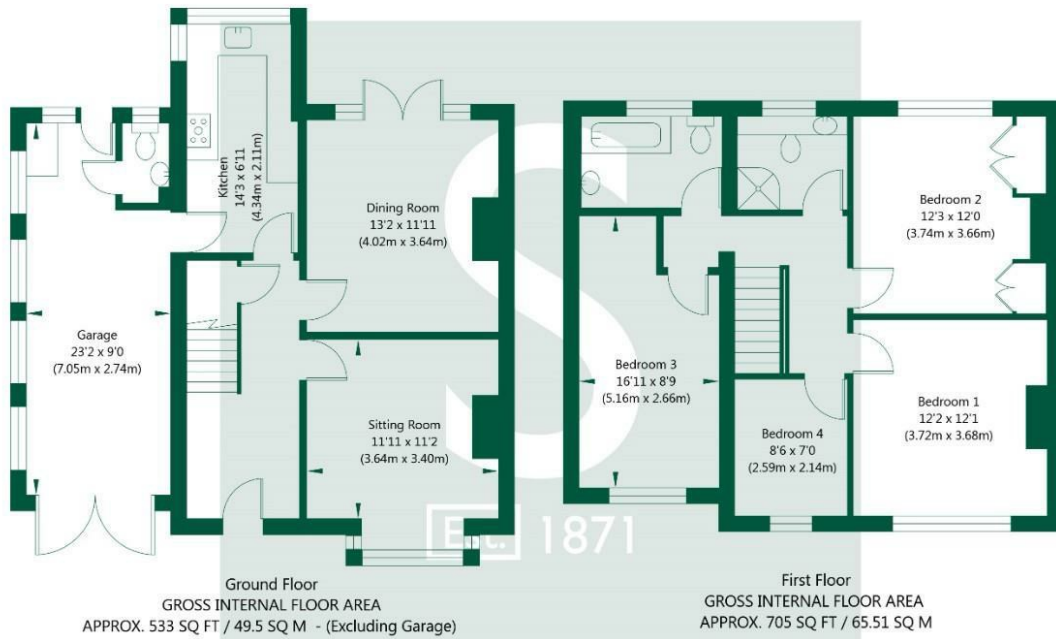 Kitchen
14'3 x 6'11
(4.34m x 2.11m)
Dining Room
13'2 x 11'11
(4.02m x 3.64m)
Garage
23'2 x 9'0
(7.05m x 2.74m)
Sitting Room
11'11 x 11'2
(3.64m x 3.40m)
Bedroom 2
12'3 x 12'0
(3.74m x 3.66m)
Bedroom 3
16'11 x 8'9
(5.16m x 2.66m)
Bedroom 1
12'2 x 12'1
(3.72m x 3.68m)
Bedroom 4
8'6 x 7'0
(2.59m x 2.14m)
S
Est. 1871
Ground Floor
GROSS INTERNAL FLOOR AREA
APPROX. 533 SQ FT / 49.5 SQ M - (Excluding Garage)
First Floor
GROSS INTERNAL FLOOR AREA
APPROX. 705 SQ FT / 65.51 SQ M